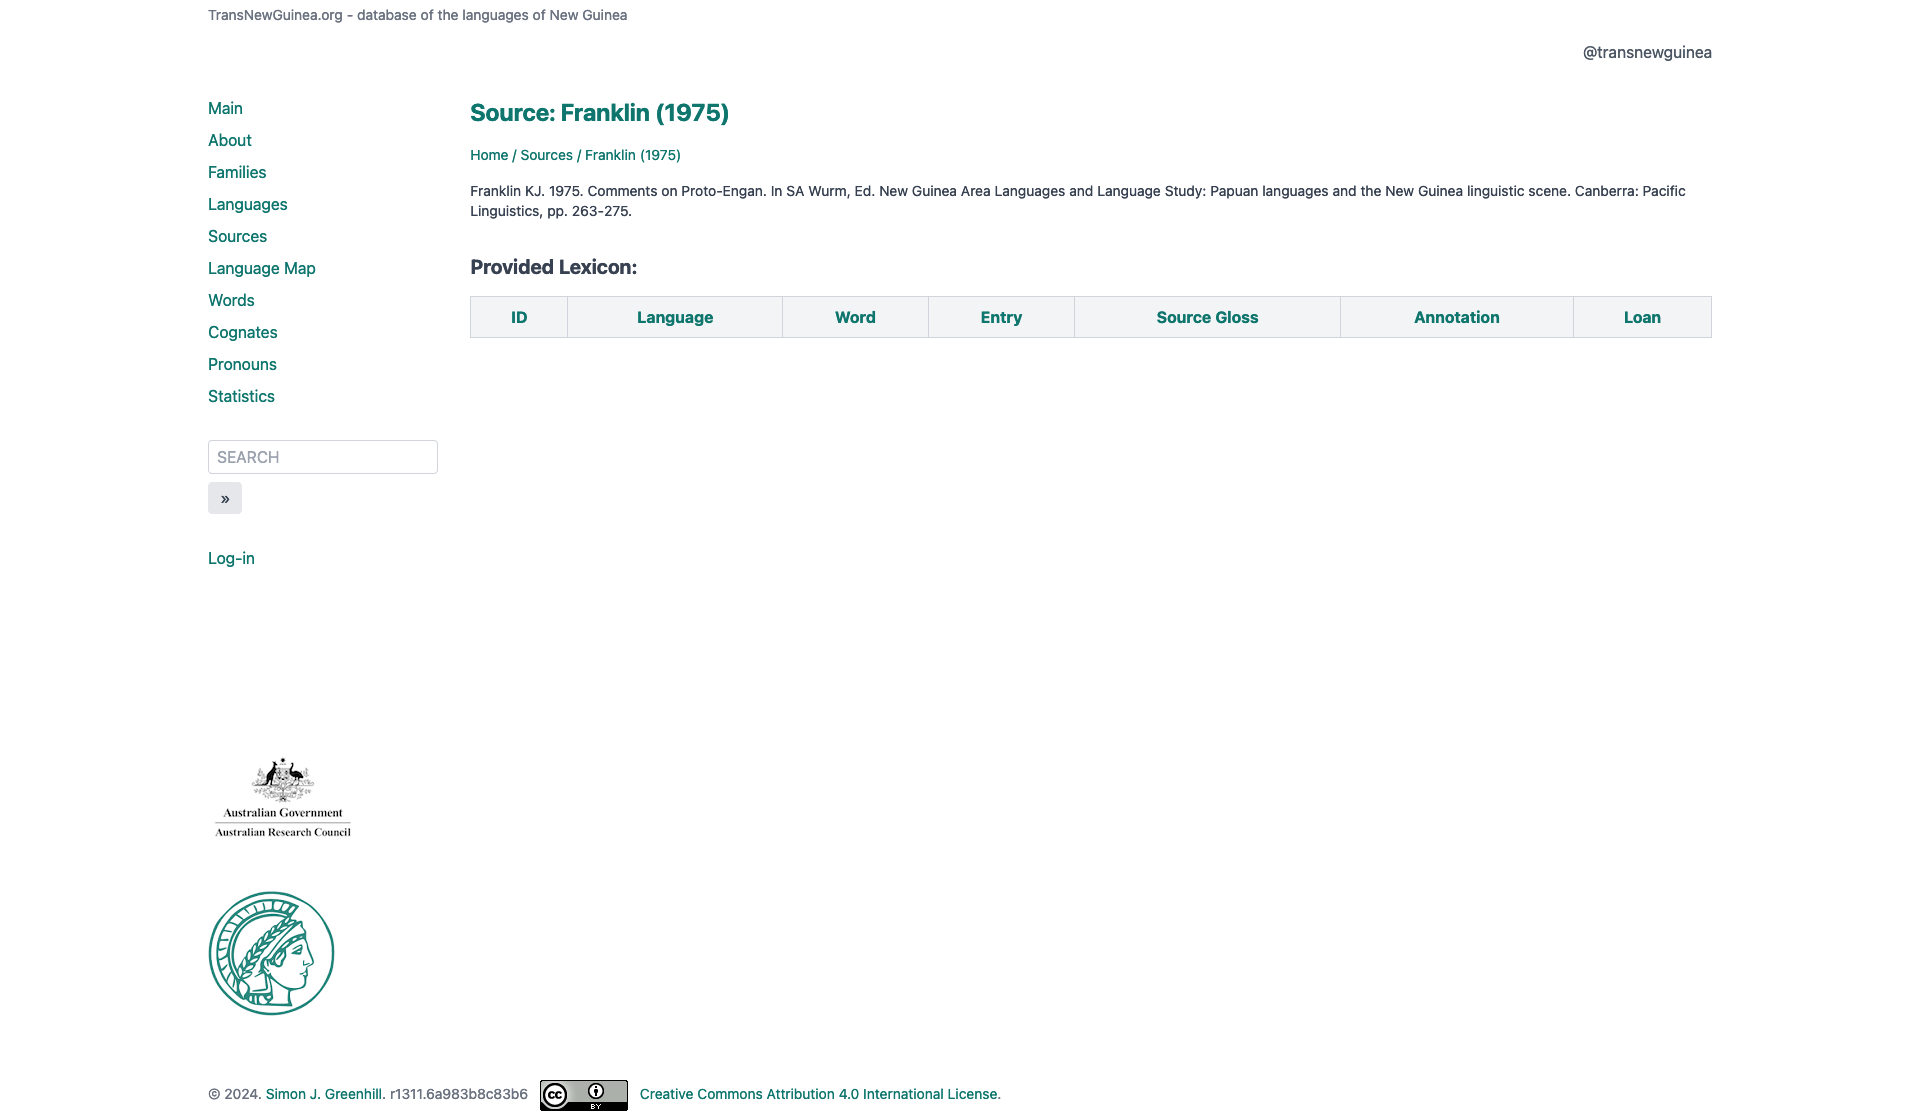 TransNewGuinea.org - database of the languages of New Guinea
@transnewguinea
Main
About
Families
Languages
Sources
Language Map
Words
Cognates
Pronouns
Statistics
SEARCH
»
Log-in
Source: Franklin (1975)
Home / Sources / Franklin (1975)
Franklin KJ. 1975. Comments on Proto-Engan. In SA Wurm, Ed. New Guinea Area Languages and Language Study: Papuan languages and the New Guinea linguistic scene. Canberra: Pacific
Linguistics, pp. 263-275.
Provided Lexicon:
ID Language Word Entry Source Gloss Annotation Loan
Australian Government
Australian Research Council
© 2024. Simon J. Greenhill. r1311.6a983b8c83b6 cc BY Creative Commons Attribution 4.0 International License.